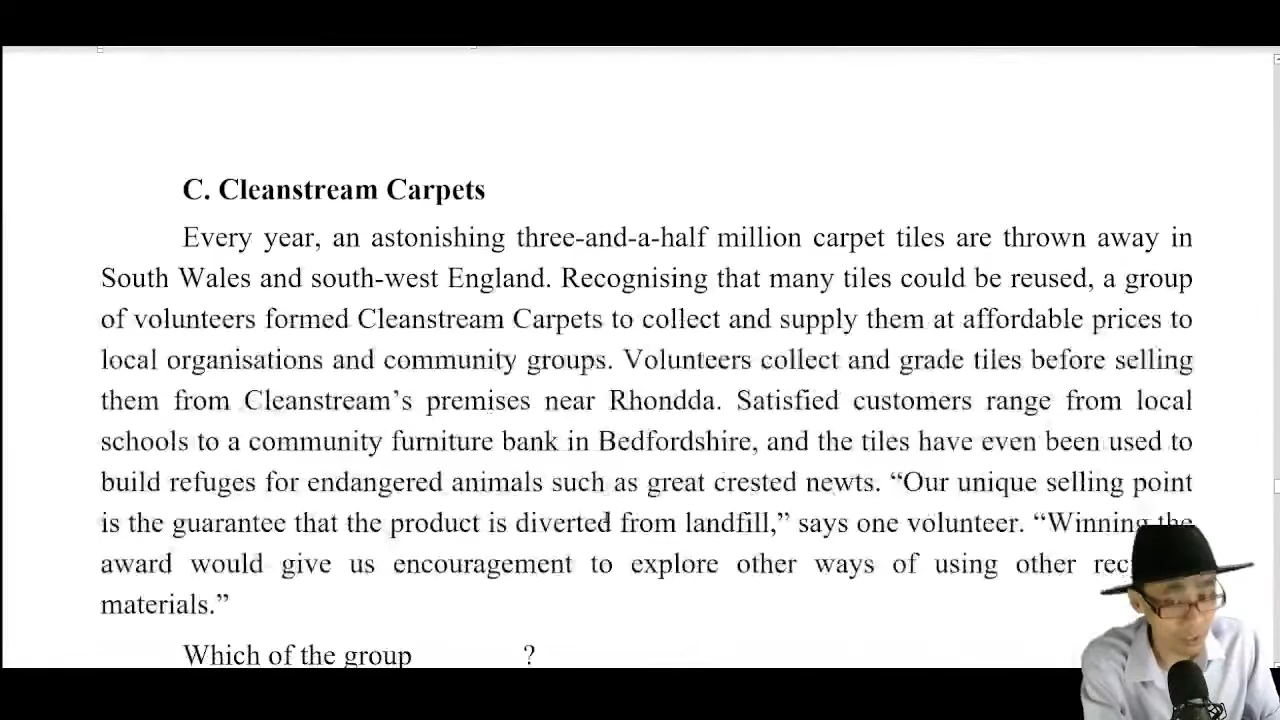 C. Cleanstream Carpets
Every year, an astonishing three-and-a-half million carpet tiles are thrown away in
South Wales and south-west England. Recognising that many tiles could be reused, a group
of volunteers formed Cleanstream Carpets to collect and supply them at affordable prices to
local organisations and community groups. Volunteers collect and grade tiles before selling
them from Cleanstream’s premises near Rhondda. Satisfied customers range from local
schools to a community furniture bank in Bedfordshire, and the tiles have even been used to
build refuges for endangered animals such as great crested newts. “Our unique selling point
is the guarantee that the product is diverted from landfill,” says one volunteer. “Winning the
award would give us encouragement to explore other ways of using other
materials.”
Which of the group ?